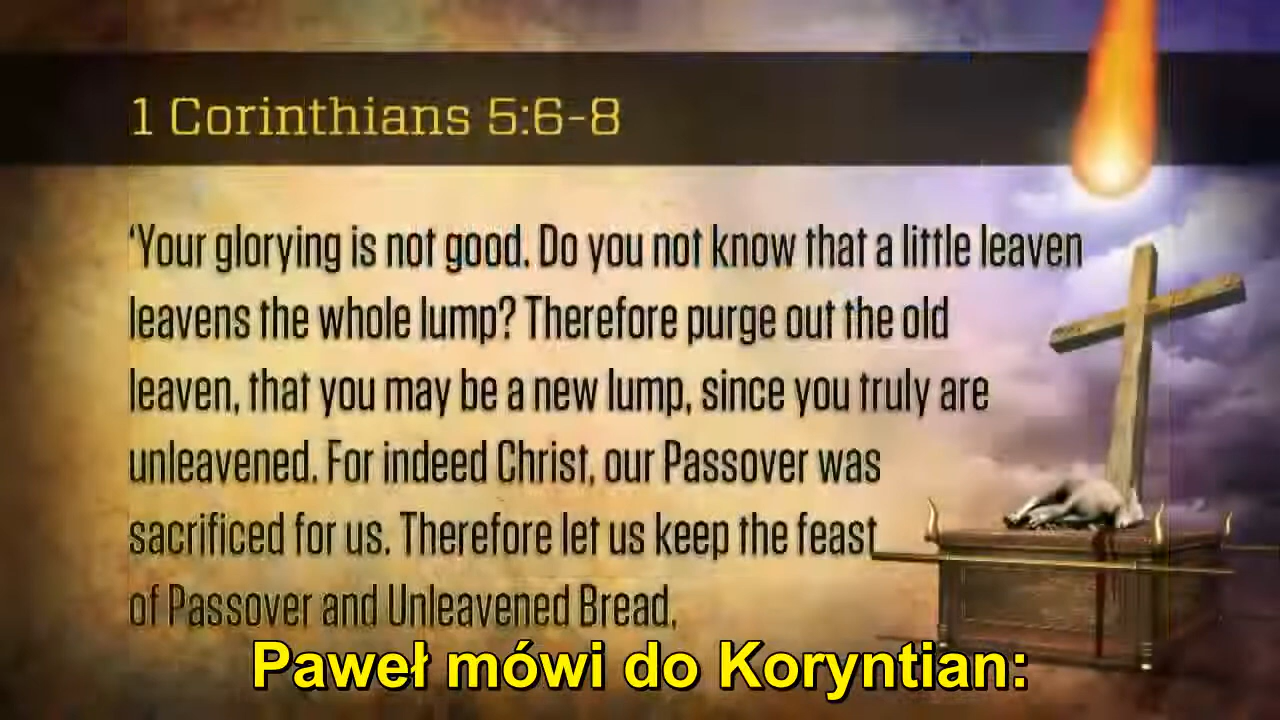 1 Corinthians 5:6-8
‘Your glorying is not good. Do you not know that a little leaven
leavens the whole lump? Therefore purge out the old
leaven, that you may be a new lump, since you truly are
unleavened. For indeed Christ, our Passover was
sacrificed for us. Therefore let us keep the feast
of Passover and Unleavened Bread,
Paweł mówi do Koryntian: